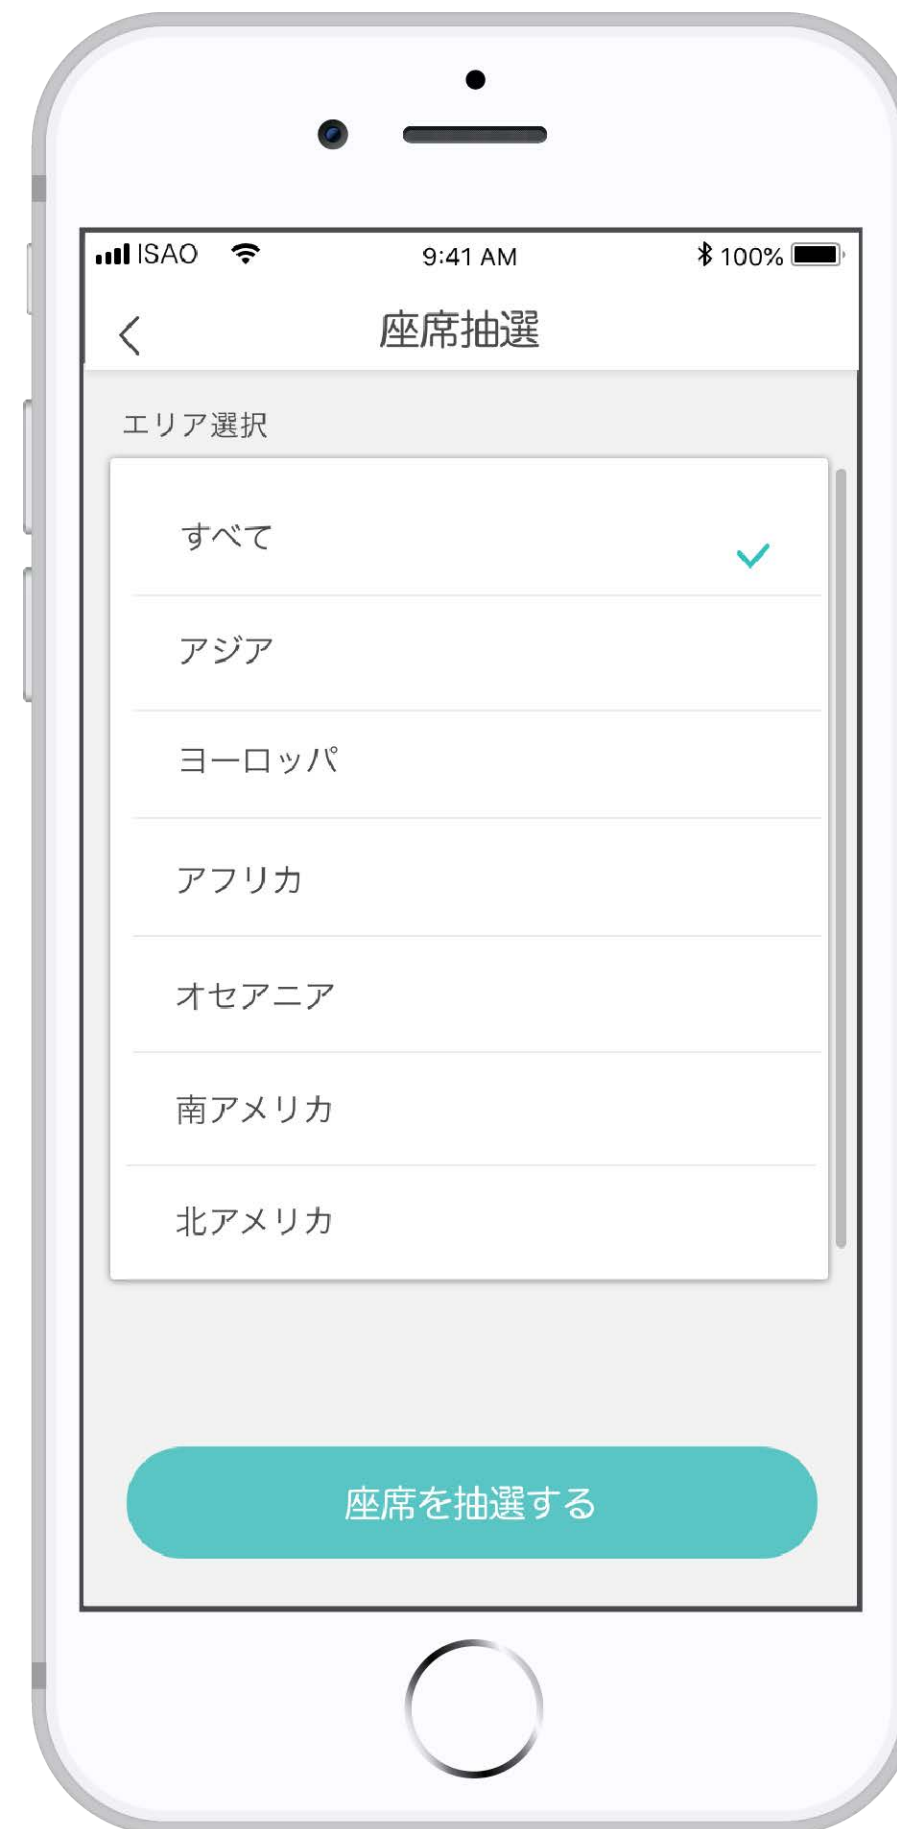 ISAO 9:41 AM 100%
座席抽選
エリア選択
すべて
アジア
ヨーロッパ
アフリカ
オセアニア
南アメリカ
北アメリカ
座席を抽選する